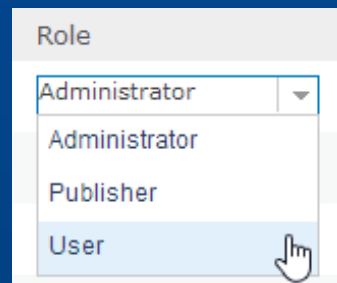 Role
Administrator
Administrator
Publisher
User